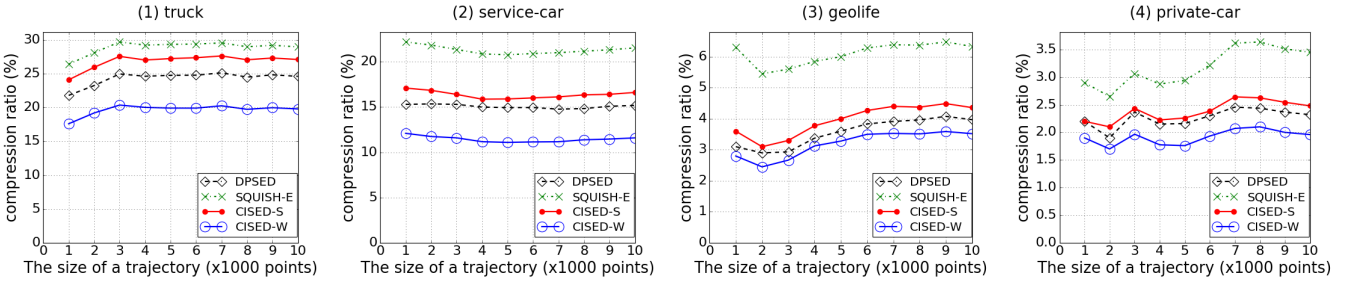 (1) truck
compression ratio (%)
30
25
20
15
10
5
0
0 1 2 3 4 5 6 7 8 9 10
The size of a trajectory (x1000 points)
DPSED
SQUISH-E
CISED-S
CISED-W
(2) service-car
compression ratio (%)
20
15
10
5
0
0 1 2 3 4 5 6 7 8 9 10
The size of a trajectory (x1000 points)
DPSED
SQUISH-E
CISED-S
CISED-W
(3) geolife
compression ratio (%)
6
5
4
3
2
1
0
0 1 2 3 4 5 6 7 8 9 10
The size of a trajectory (x1000 points)
DPSED
SQUISH-E
CISED-S
CISED-W
(4) private-car
compression ratio (%)
3.5
3.0
2.5
2.0
1.5
1.0
0.5
0.0
0 1 2 3 4 5 6 7 8 9 10
The size of a trajectory (x1000 points)
DPSED
SQUISH-E
CISED-S
CISED-W